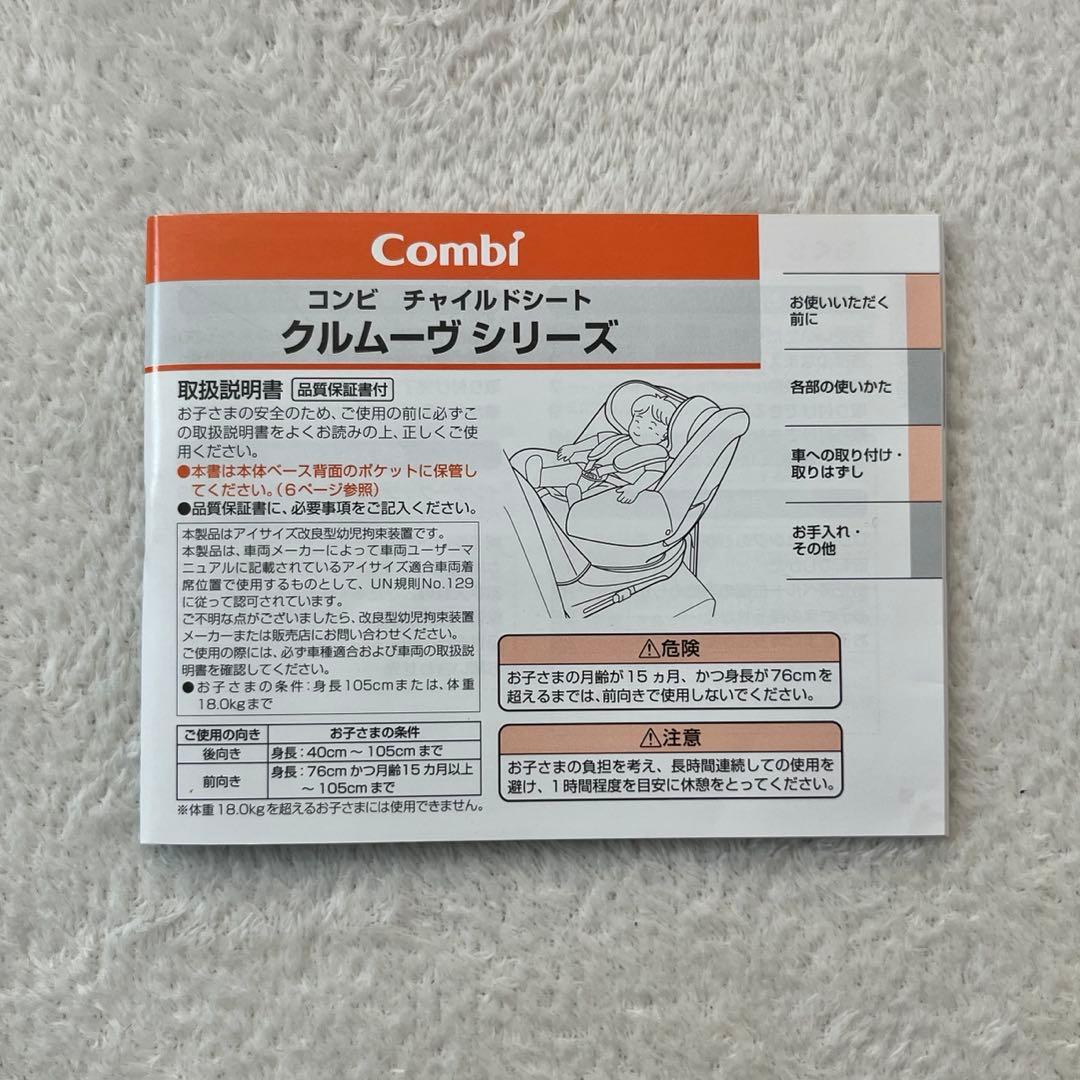 Combi
コンビ チャイルドシート
クルムーヴ シリーズ
取扱説明書 品質保証書付
お子さまの安全のため、ご使用の前に必ずこ
の取扱説明書をよくお読みの上、正しくご使
用ください。
●本書は本体ベース背面のポケットに保管し
てください。(6ページ参照)
●品質保証書に、必要事項をご記入ください。
本製品はアイサイズ改良型幼児拘束装置です。
本製品は、車両メーカーによって車両ユーザーマ
ニュアルに記載されているアイサイズ適合車両着
席位置で使用するものとして、UN規則No.129
に従って認可されています。
ご不明な点がございましたら、改良型幼児拘束装置
メーカーまたは販売店にお問い合わせください。
ご使用の際には、必ず車種適合および車両の取扱説
明書を確認してください。
●お子さまの条件:身長105cmまたは、体重
18.0kgまで
ご使用の向き お子さまの条件
後向き 身長:40cm～105cmまで
前向き 身長:76cmかつ月齢15カ月以上
～105cmまで
※体重18.0kgを超えるお子さまには使用できません。
お使いいただく
前に
各部の使いかた
車への取り付け・
取りはずし
お手入れ・
その他
⚠危険
お子さまの月齢が15ヵ月、かつ身長が76cmを
超えるまでは、前向きで使用しないでください。
⚠注意
お子さまの負担を考え、長時間連続しての使用を
避け、1時間程度を目安に休憩をとってください。